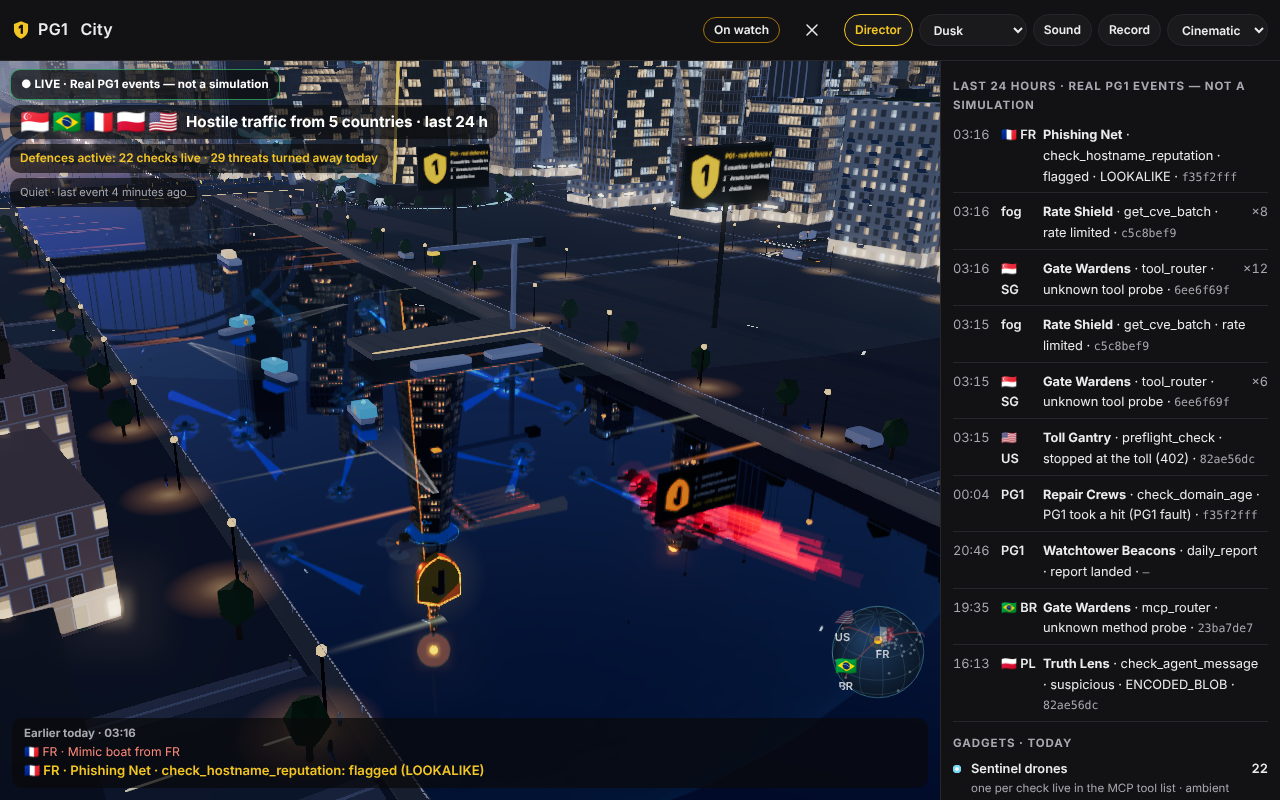 PG1 City
On watch
Director
Dusk
Sound
Record
Cinematic
LIVE · Real PG1 events — not a simulation
Hostile traffic from 5 countries · last 24 h
Defences active: 22 checks live · 29 threats turned away today
Quiet · last event 4 minutes ago
US
FR
BR
Earlier today · 03:16
FR · Mimic boat from FR
FR · Phishing Net · check_hostname_reputation: flagged (LOOKALIKE)
LAST 24 HOURS · REAL PG1 EVENTS — NOT A
SIMULATION
03:16 FR Phishing Net ·
check_hostname_reputation ·
flagged · LOOKALIKE · f35f2fff
03:16 fog Rate Shield · get_cve_batch · ×8
rate limited · c5c8bef9
03:16 Gate Wardens · tool_router · ×12
SG unknown tool probe · 6ee6f69f
03:15 fog Rate Shield · get_cve_batch · rate
limited · c5c8bef9
03:15 Gate Wardens · tool_router · ×6
SG unknown tool probe · 6ee6f69f
03:15 Toll Gantry · preflight_check ·
US stopped at the toll (402) · 82ae56dc
00:04 PG1 Repair Crews · check_domain_age ·
PG1 took a hit (PG1 fault) · f35f2fff
20:46 PG1 Watchtower Beacons · daily_report
· report landed · —
19:35 BR Gate Wardens · mcp_router ·
unknown method probe · 23ba7de7
16:13 PL Truth Lens · check_agent_message
· suspicious · ENCODED_BLOB ·
82ae56dc
GADGETS · TODAY
Sentinel drones 22
one per check live in the MCP tool list · ambient